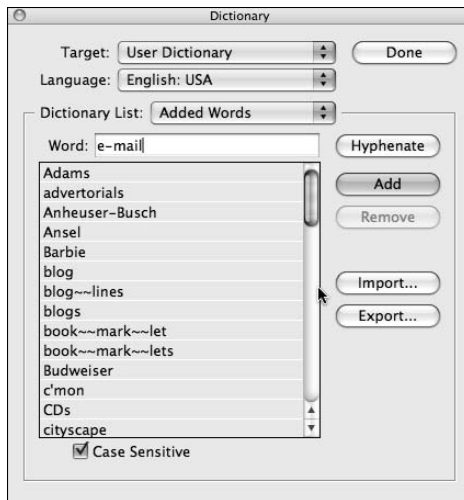 Dictionary
Target: User Dictionary Done
Language: English: USA
Dictionary List: Added Words
Word: e-mail Hyphenate
Adams
advertorials Add
Anheuser-Busch
Ansel Remove
Barbie
blog
blog~~lines Import...
blogs
book~~mark~~let Export...
book~~mark~~lets
Budweiser
c'mon
CDs
cityscape
Case Sensitive